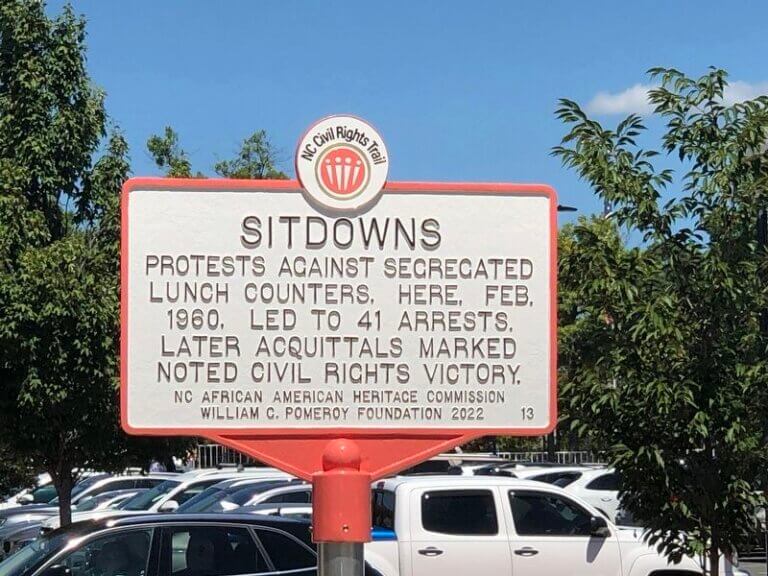 NC Civil Rights Trail
SITDOWNS
PROTESTS AGAINST SEGREGATED
LUNCH COUNTERS, HERE, FEB.
1960, LED TO 41 ARRESTS.
LATER ACQUITTALS MARKED
NOTED CIVIL RIGHTS VICTORY.
NC AFRICAN AMERICAN HERITAGE COMMISSION
WILLIAM G. POMEROY FOUNDATION 2022 13